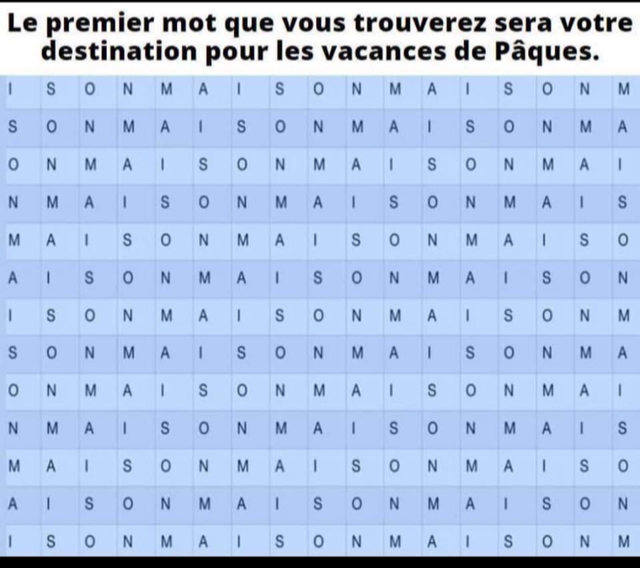 Le premier mot que vous trouverez sera votre
destination pour les vacances de Pâques.
I S O N M A I S O N M A I S O N M
S O N M A I S O N M A I S O N M A
O N M A I S O N M A I S O N M A I
N M A I S O N M A I S O N M A I S
M A I S O N M A I S O N M A I S O
A I S O N M A I S O N M A I S O N
I S O N M A I S O N M A I S O N M
S O N M A I S O N M A I S O N M A
O N M A I S O N M A I S O N M A I
N M A I S O N M A I S O N M A I S
M A I S O N M A I S O N M A I S O
A I S O N M A I S O N M A I S O N
I S O N M A I S O N M A I S O N M